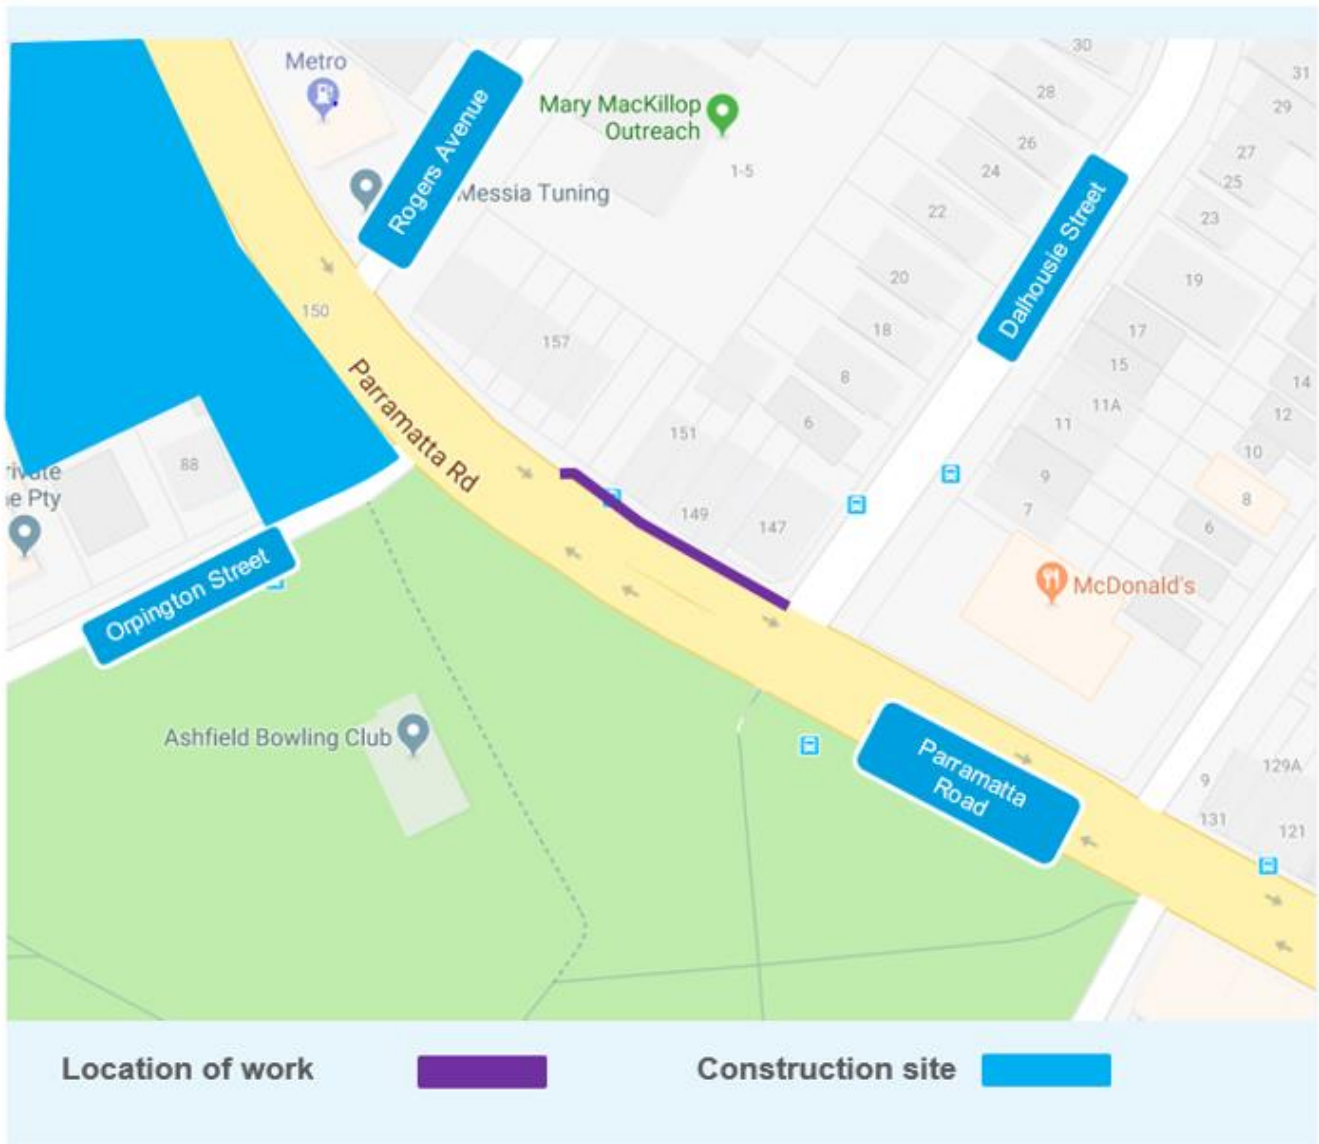 Metro
Rogers Avenue
Mary MacKillop
Outreach
1-5
Messia Tuning
30
28
26
24
22
20
18
8
6
31
29
27
25
23
19
17
15
11A
11
9
7
14
12
10
8
6
Dalhousie Street
150
157
151
149
147
Parramatta Rd
88
e Pty
Orpington Street
McDonald's
Ashfield Bowling Club
Parramatta
Road
129A
9
131
121
Location of work
Construction site